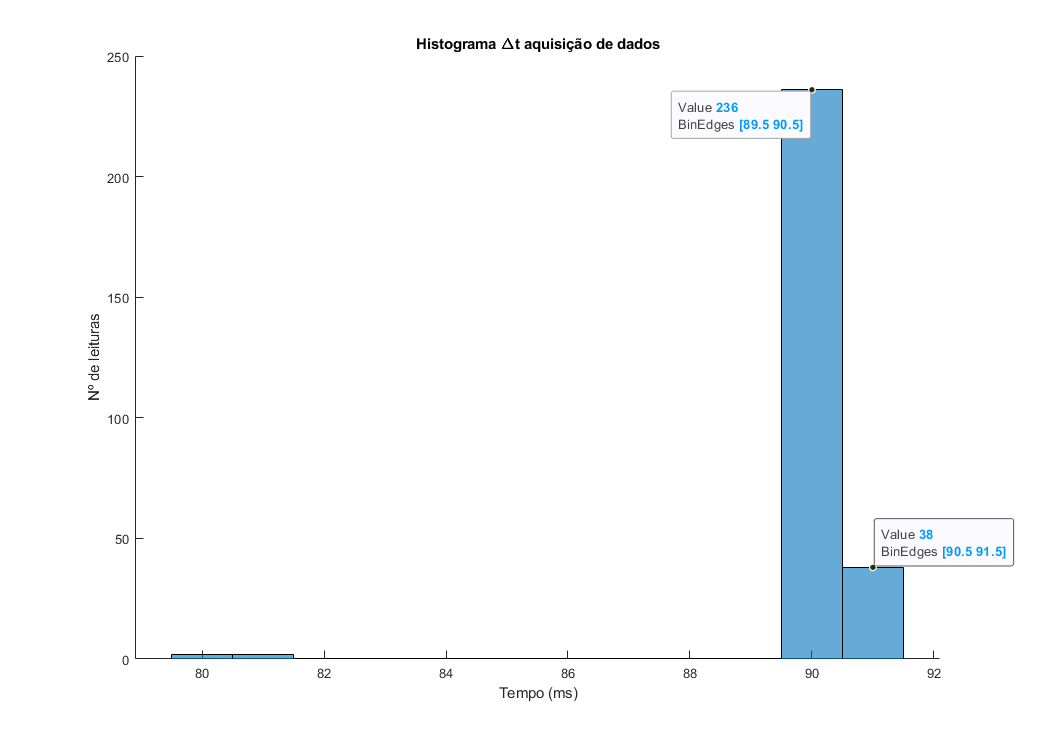 Histograma Δt aquisição de dados
250
200
150
100
50
0
Nº de leituras
Value 236
BinEdges [89.5 90.5]
Value 38
BinEdges [90.5 91.5]
80 82 84 86 88 90 92
Tempo (ms)